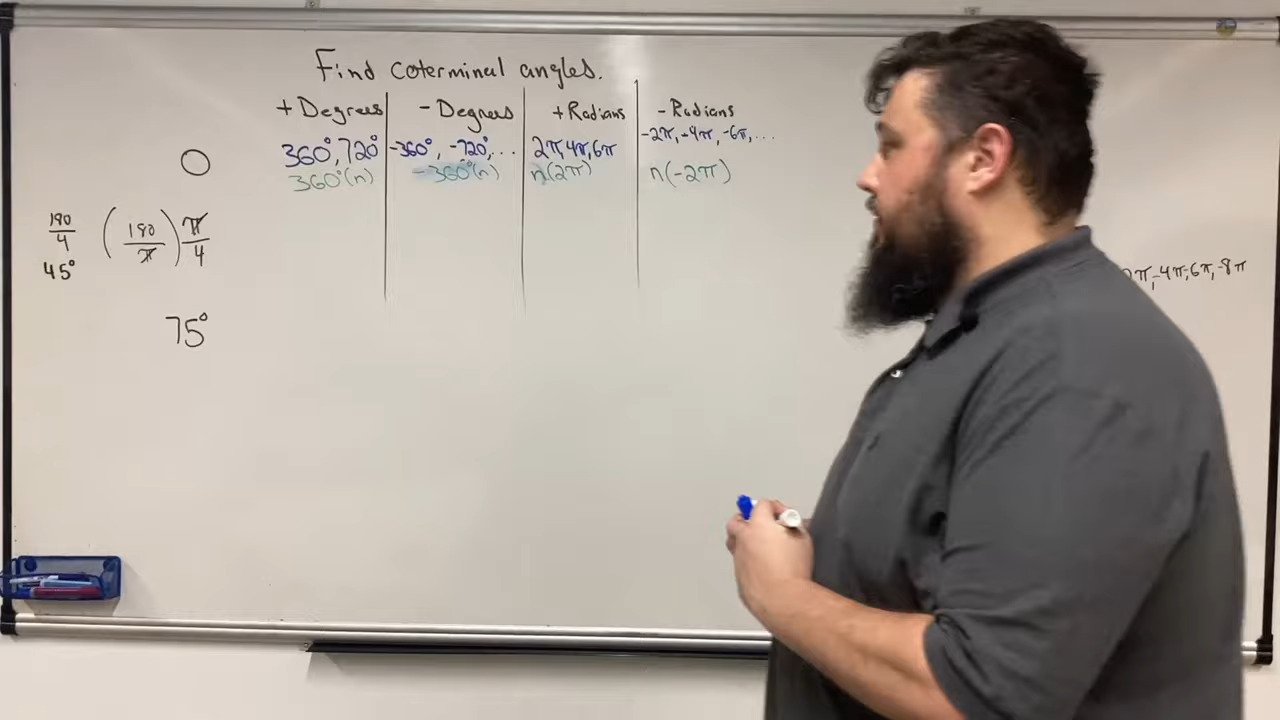 Find coterminal angles.
+ Degrees - Degrees + Radians - Radians
0 360°, 720° -360°, -720°, ... 2π, 4π, 6π -2π, -4π, -6π, ...
360°(n) -360°(n) n(2π) n(-2π)
180/4 (180/π) π/4
45°
π, -4π, -6π, -8π
75°